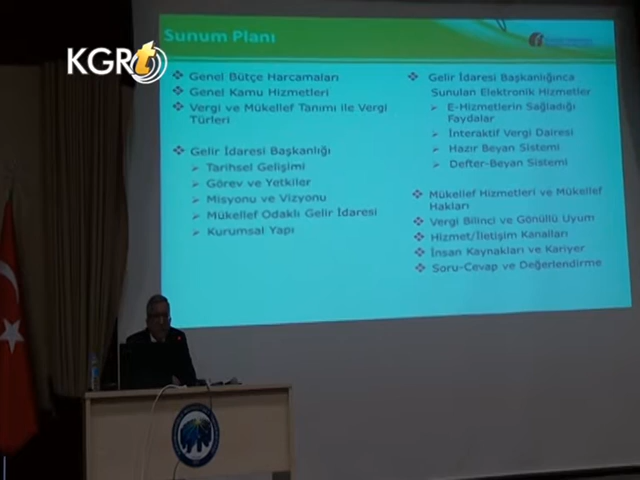 KGRt
Sunum Planı
Genel Bütçe Harcamaları
Genel Kamu Hizmetleri
Vergi ve Mükellef Tanımı ile Vergi
Türleri
Gelir İdaresi Başkanlığı
Tarihsel Gelişimi
Görev ve Yetkiler
Misyonu ve Vizyonu
Mükellef Odaklı Gelir İdaresi
Kurumsal Yapı
Gelir İdaresi Başkanlığınca
Sunulan Elektronik Hizmetler
E-Hizmetlerin Sağladığı
Faydalar
İnteraktif Vergi Dairesi
Hazır Beyan Sistemi
Defter-Beyan Sistemi
Mükellef Hizmetleri ve Mükellef
Hakları
Vergi Bilinci ve Gönüllü Uyum
Hizmet/İletişim Kanalları
İnsan Kaynakları ve Kariyer
Soru-Cevap ve Değerlendirme